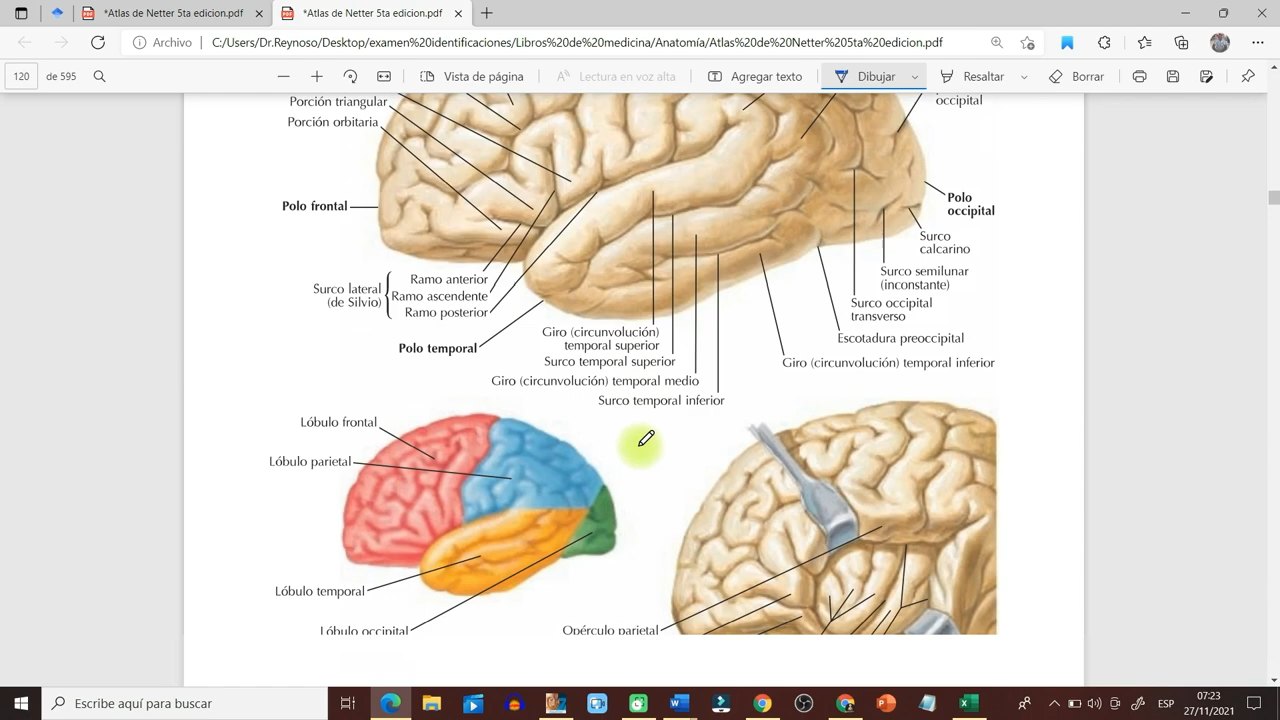 *Atlas de Netter 5ta edicion.pdf
*Atlas de Netter 5ta edicion.pdf
Archivo
C:/Users/Dr.Reynoso/Desktop/examen%20identificaciones/Libros%20de%20medicina/Anatomía/Atlas%20de%20Netter%205ta%20edicion.pdf
120 de 595
Vista de página
Lectura en voz alta
Agregar texto
Dibujar
Resaltar
Borrar
Porción triangular
Porción orbitaria
occipital
Polo frontal
Polo
occipital
Surco
calcarino
Surco semilunar
(inconstante)
Surco occipital
transverso
Escotadura preoccipital
Giro (circunvolución) temporal inferior
Surco lateral
(de Silvio)
Ramo anterior
Ramo ascendente
Ramo posterior
Polo temporal
Giro (circunvolución)
temporal superior
Surco temporal superior
Giro (circunvolución) temporal medio
Surco temporal inferior
Lóbulo frontal
Lóbulo parietal
Lóbulo temporal
Lóbulo occipital
Opérculo parietal
Escribe aquí para buscar
ESP
07:23
27/11/2021